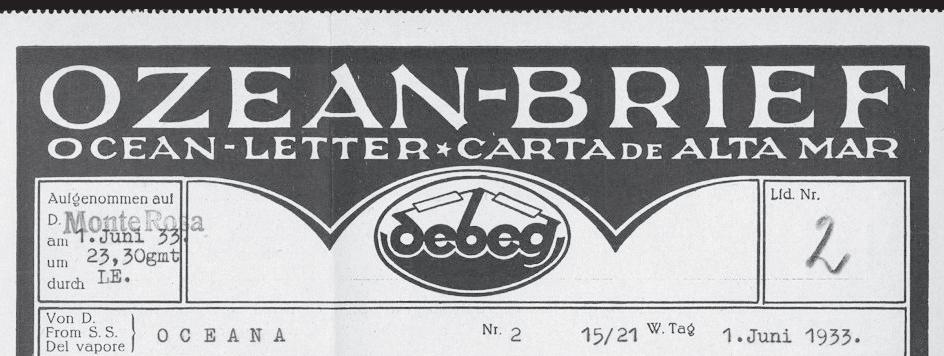 OZEAN-BRIEF
OCEAN-LETTER★CARTA DE ALTA MAR
Aufgenommen auf
D. Monte Rosa
am 1.Juni 33.
um 23,30gmt
durch LE.
debeg
Lfd. Nr.
2
Von D.
From S. S.
Del vapore
OCEANA Nr. 2 15/21 W. Tag 1.Juni 1933.